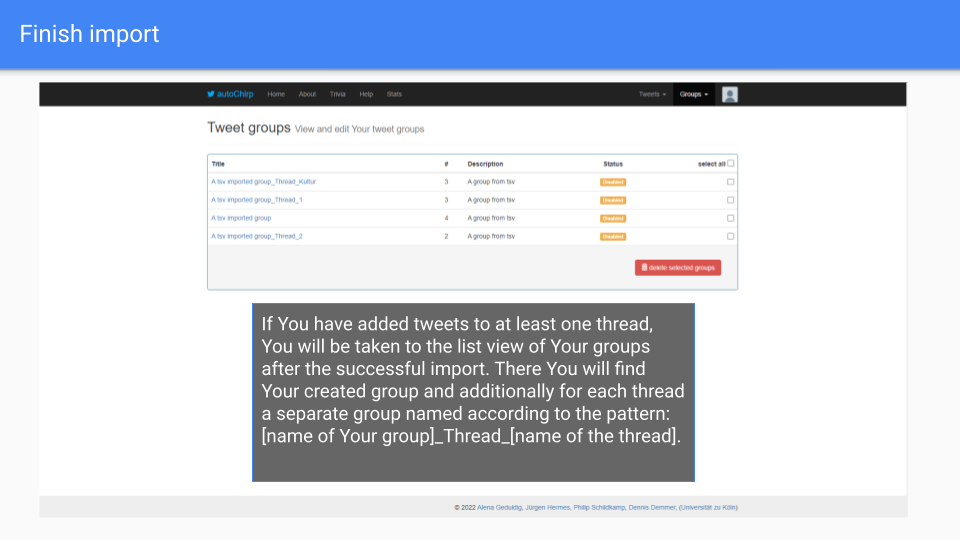 Finish import
autoChirp Home About Trivia Help Stats Tweets Groups
Tweet groups View and edit Your tweet groups
Title # Description Status select all
A tsv imported group_Thread_Kultur 3 A group from tsv Disabled
A tsv imported group_Thread_1 3 A group from tsv Disabled
A tsv imported group 4 A group from tsv Disabled
A tsv imported group_Thread_2 2 A group from tsv Disabled
delete selected groups
If You have added tweets to at least one thread,
You will be taken to the list view of Your groups
after the successful import. There You will find
Your created group and additionally for each thread
a separate group named according to the pattern:
[name of Your group]_Thread_[name of the thread].
© 2022 Alena Geduldig, Jürgen Hermes, Philip Schildkamp, Dennis Demmer, (Universität zu Köln)